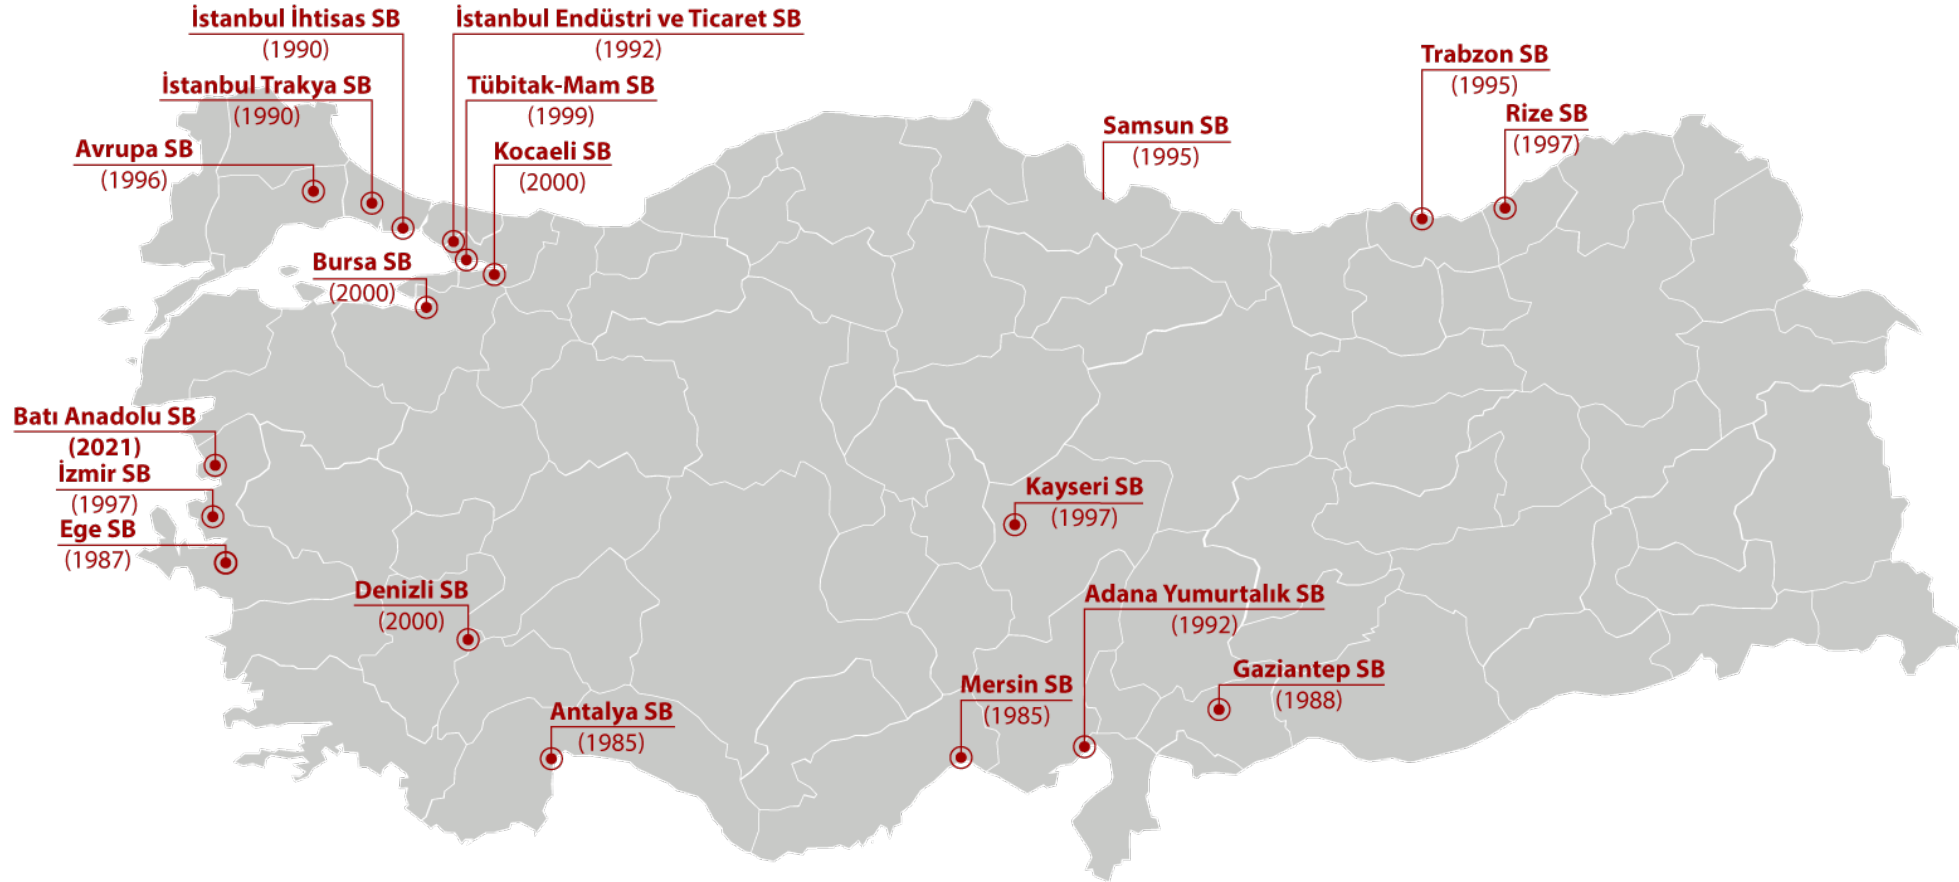 İstanbul İhtisas SB
(1990)
İstanbul Endüstri ve Ticaret SB
(1992)
İstanbul Trakya SB
(1990)
Tübitak-Mam SB
(1999)
Avrupa SB
(1996)
Kocaeli SB
(2000)
Trabzon SB
(1995)
Rize SB
(1997)
Samsun SB
(1995)
Bursa SB
(2000)
Batı Anadolu SB
(2021)
İzmir SB
(1997)
Ege SB
(1987)
Kayseri SB
(1997)
Denizli SB
(2000)
Adana Yumurtalık SB
(1992)
Gaziantep SB
(1988)
Mersin SB
(1985)
Antalya SB
(1985)